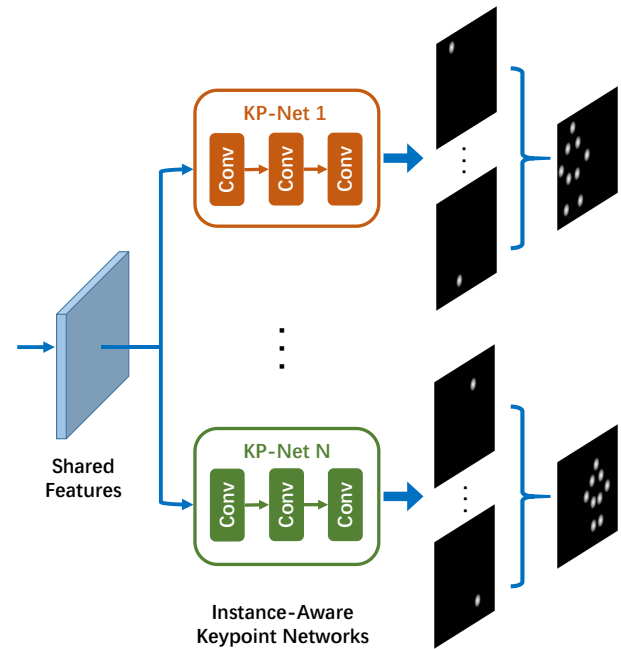 KP-Net 1
Conv
Conv
Conv
Shared
Features
KP-Net N
Conv
Conv
Conv
Instance-Aware
Keypoint Networks